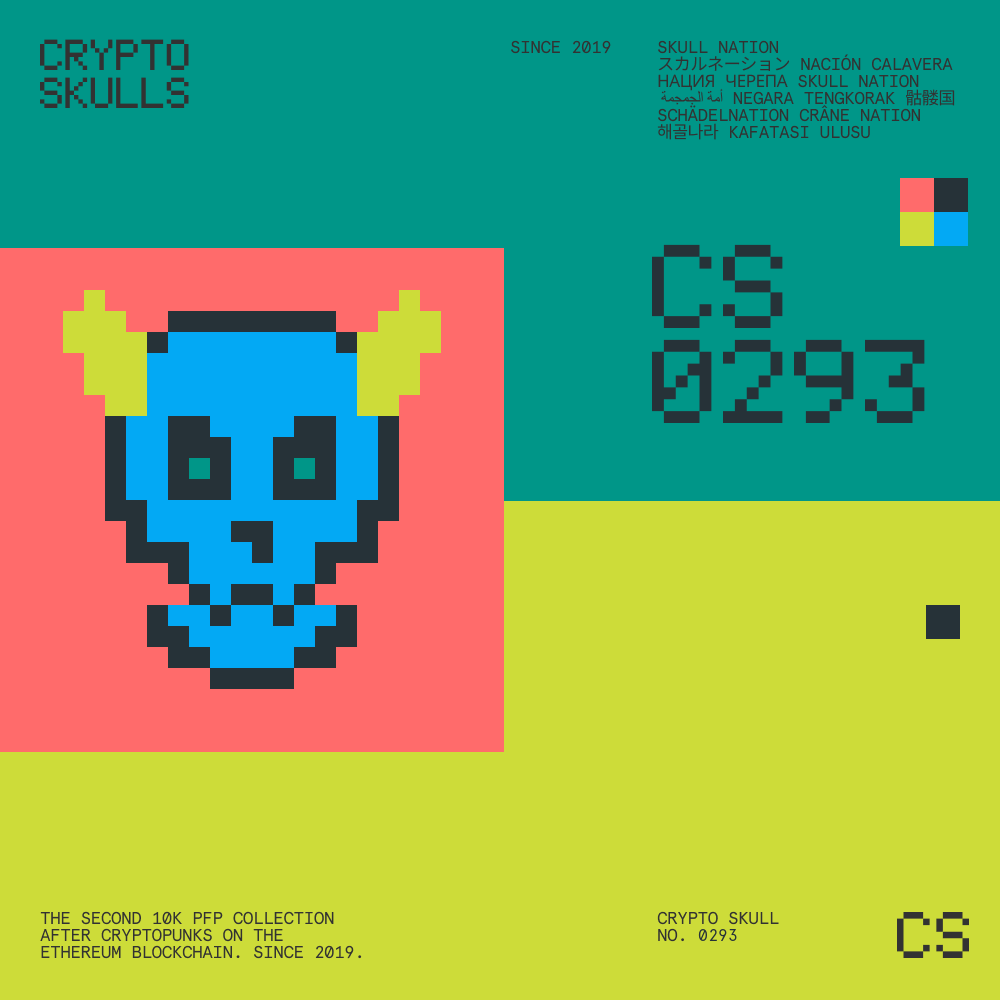 CRYPTO
SKULLS
SINCE 2019
SKULL NATION
スカルネーション NACIÓN CALAVERA
НАЦИЯ ЧЕРЕПА SKULL NATION
أمة الجمجمة NEGARA TENGKORAK 骷髅国
SCHÄDELNATION CRÂNE NATION
해골나라 KAFATASI ULUSU
CS
0293
THE SECOND 10K PFP COLLECTION
AFTER CRYPTOPUNKS ON THE
ETHEREUM BLOCKCHAIN. SINCE 2019.
CRYPTO SKULL
NO. 0293
CS